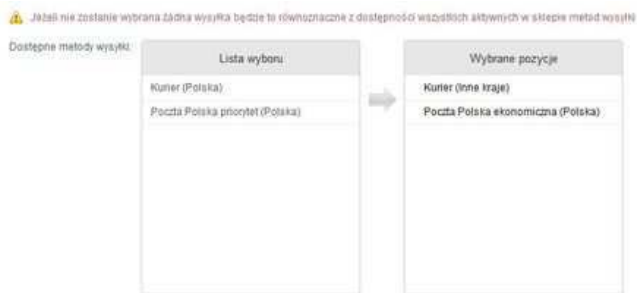 Jeżeli nie zostanie wybrana żadna wysyłka będzie to równoznaczne z dostępności wszystkich aktywnych w sklepie metod wysyłki
Dostępne metody wysyłki:
Lista wyboru
Wybrane pozycje
Kurier (Polska)
Kurier (Inne kraje)
Poczta Polska priorytet (Polska)
Poczta Polska ekonomiczna (Polska)